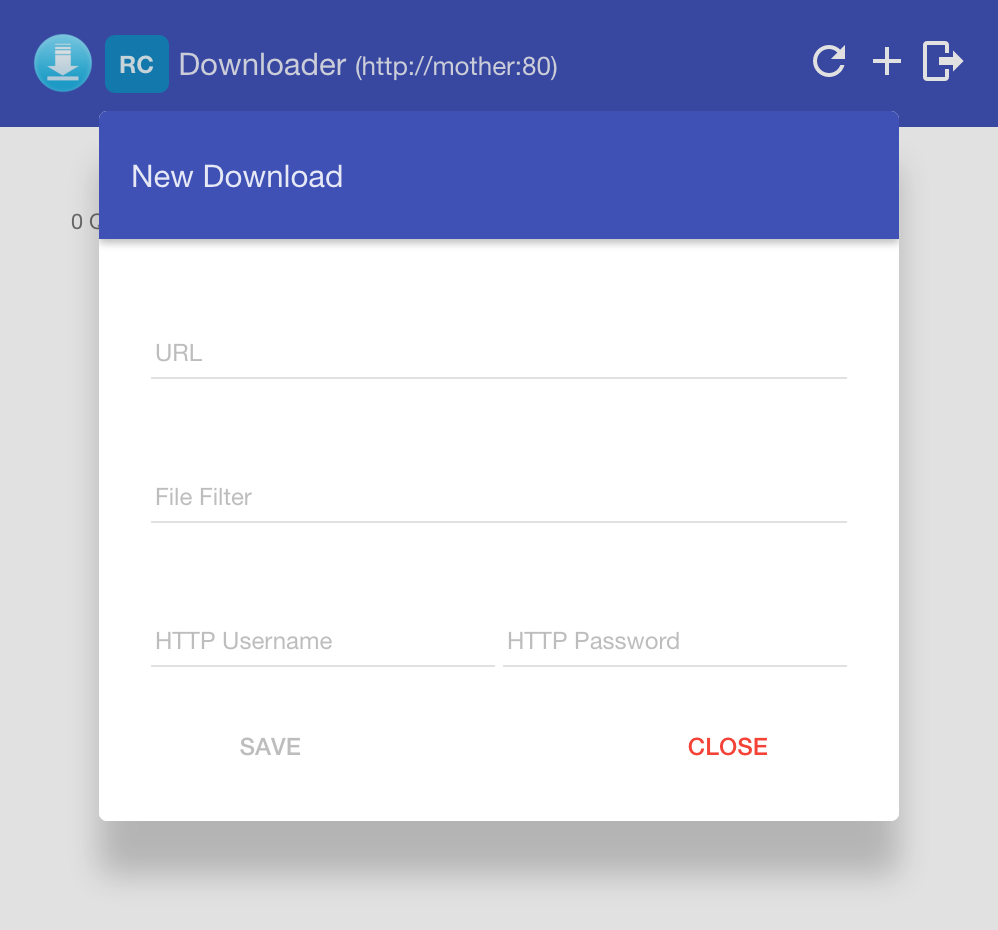 RC Downloader (http://mother:80)
New Download
0
URL
File Filter
HTTP Username HTTP Password
SAVE CLOSE